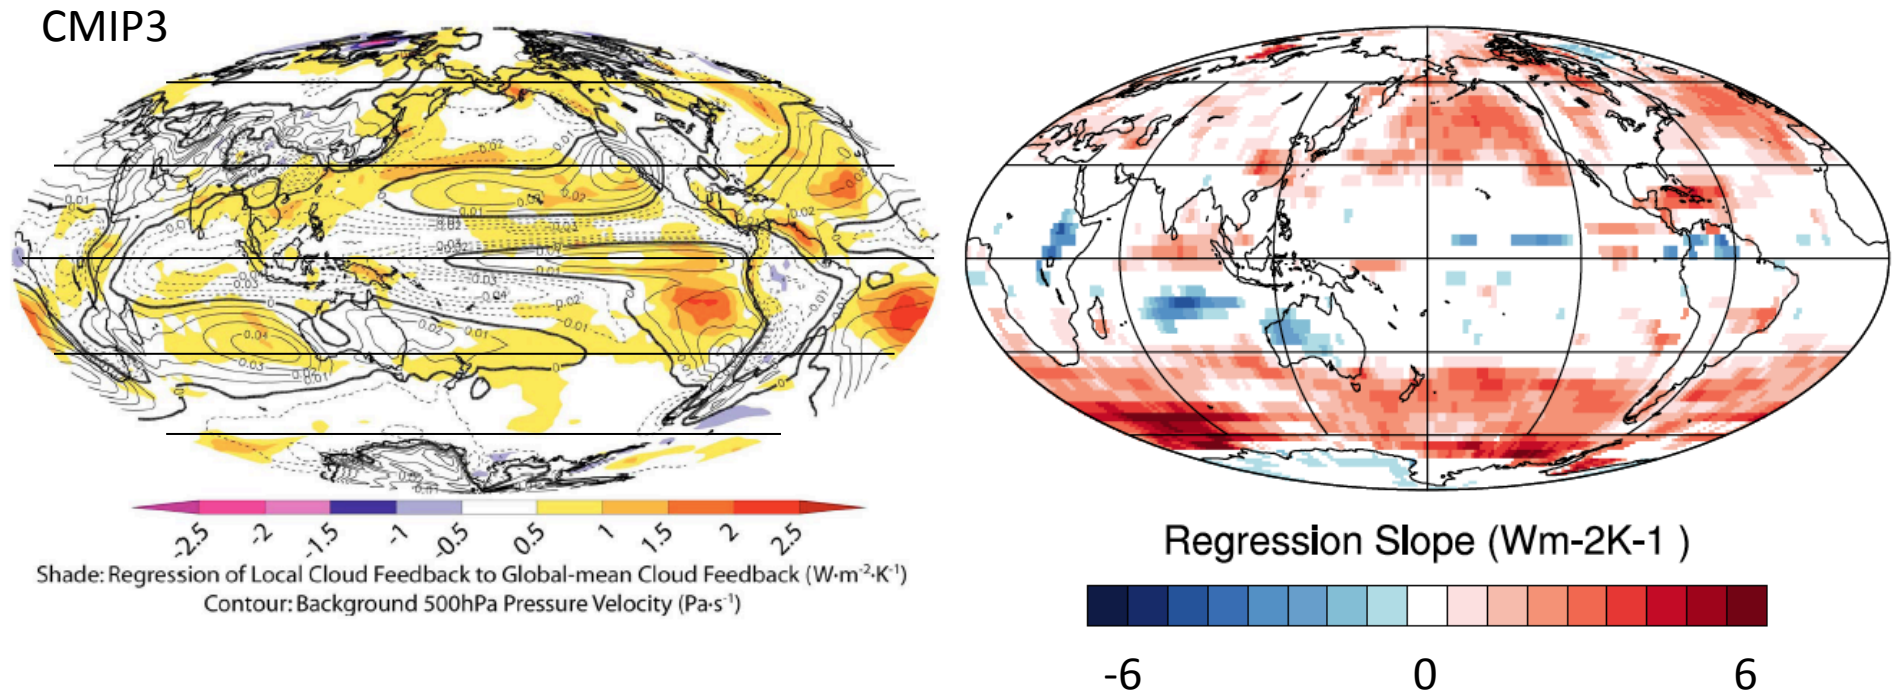 CMIP3
-2.5 -2 -1.5 -1 -0.5 0.5 1 1.5 2 2.5
Shade: Regression of Local Cloud Feedback to Global-mean Cloud Feedback (W·m⁻²·K⁻¹)
Contour: Background 500hPa Pressure Velocity (Pa·s⁻¹)
Regression Slope (Wm-2K-1 )
-6 0 6